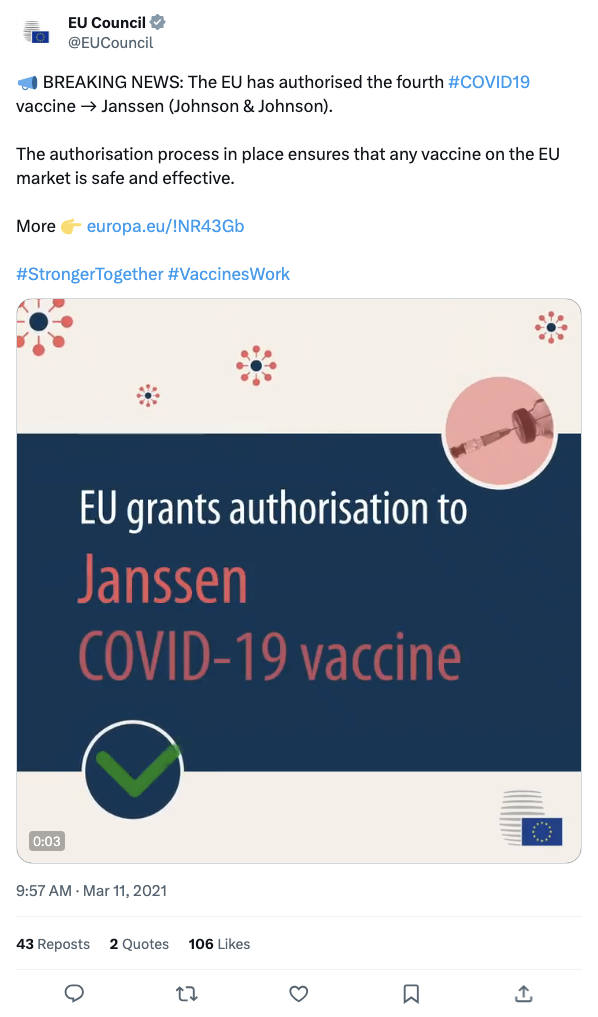 EU Council
@EUCouncil
📢 BREAKING NEWS: The EU has authorised the fourth #COVID19
vaccine → Janssen (Johnson & Johnson).
The authorisation process in place ensures that any vaccine on the EU
market is safe and effective.
More 👉 europa.eu/!NR43Gb
#StrongerTogether #VaccinesWork
EU grants authorisation to
Janssen
COVID-19 vaccine
0:03
9:57 AM · Mar 11, 2021
43 Reposts 2 Quotes 106 Likes